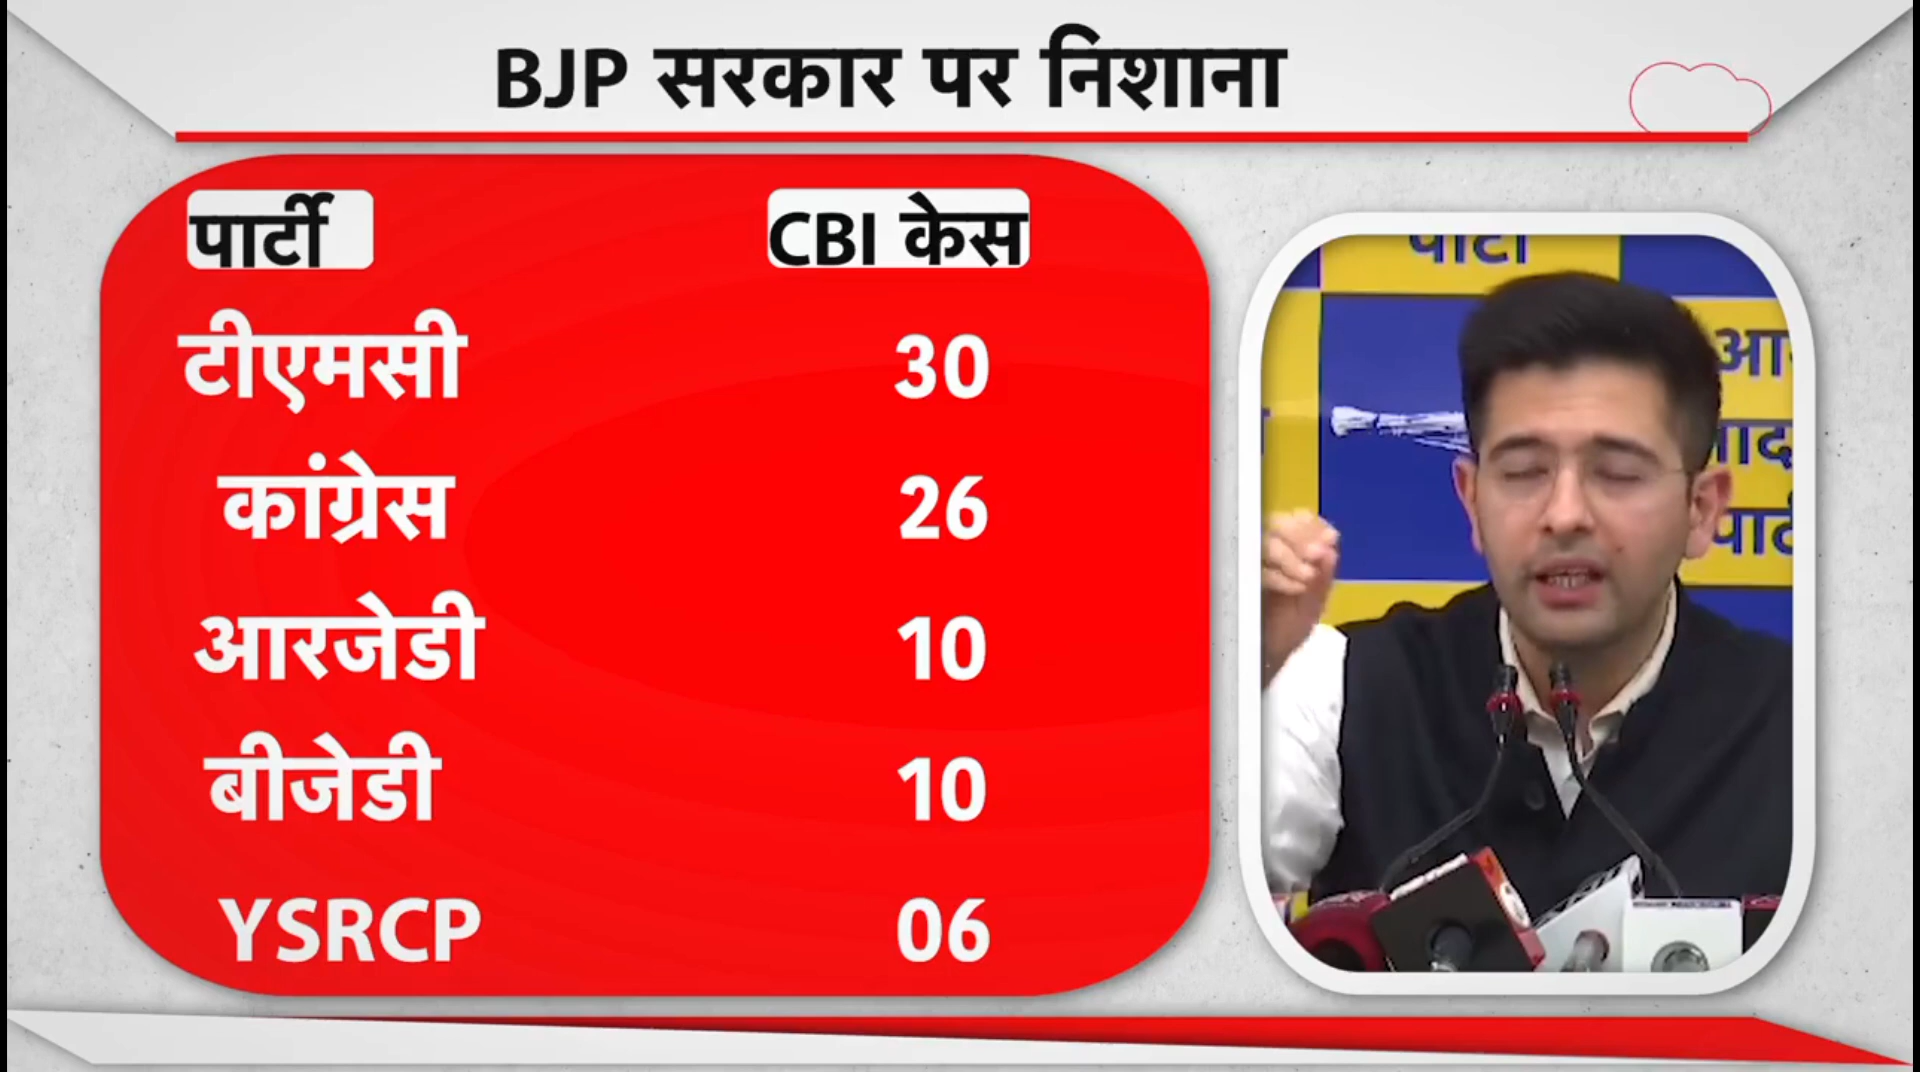 BJP सरकार पर निशाना
पार्टी CBI केस
टीएमसी 30
कांग्रेस 26
आरजेडी 10
बीजेडी 10
YSRCP 06
पार्टी